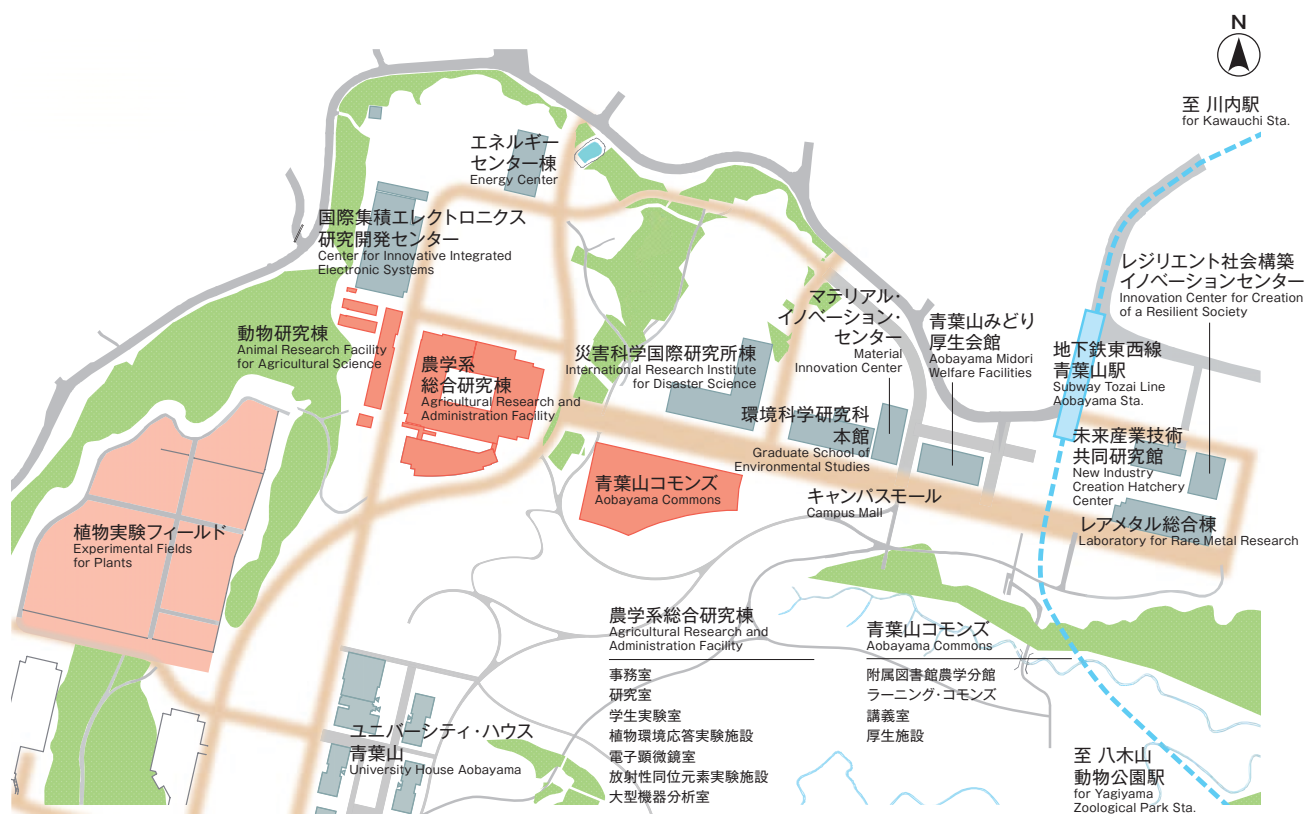 N
至 川内駅
for Kawauchi Sta.
エネルギー
センター棟
Energy Center
国際集積エレクトロニクス
研究開発センター
Center for Innovative Integrated
Electronic Systems
レジリエント社会構築
イノベーションセンター
Innovation Center for Creation
of a Resilient Society
マテリアル・
イノベーション・
センター
Material
Innovation Center
青葉山みどり
厚生会館
Aobayama Midori
Welfare Facilities
動物研究棟
Animal Research Facility
for Agricultural Science
農学系
総合研究棟
Agricultural Research and
Administration Facility
災害科学国際研究所棟
International Research Institute
for Disaster Science
地下鉄東西線
青葉山駅
Subway Tozai Line
Aobayama Sta.
環境科学研究科
本館
Graduate School of
Environmental Studies
未来産業技術
共同研究館
New Industry
Creation Hatchery
Center
青葉山コモンズ
Aobayama Commons
キャンパスモール
Campus Mall
レアメタル総合棟
Laboratory for Rare Metal Research
植物実験フィールド
Experimental Fields
for Plants
農学系総合研究棟
Agricultural Research and
Administration Facility
事務室
研究室
学生実験室
植物環境応答実験施設
電子顕微鏡室
放射性同位元素実験施設
大型機器分析室
青葉山コモンズ
Aobayama Commons
附属図書館農学分館
ラーニング・コモンズ
講義室
厚生施設
ユニバーシティ・ハウス
青葉山
University House Aobayama
至 八木山
動物公園駅
for Yagiyama
Zoological Park Sta.